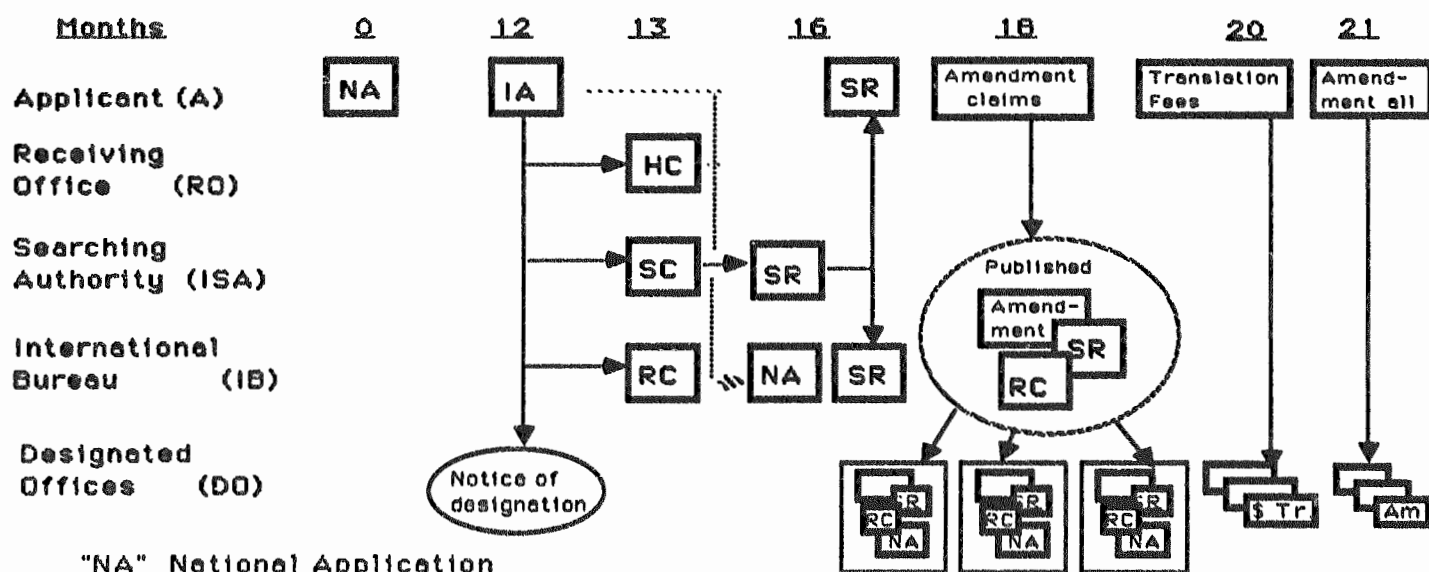 Months 0 12 13 16 18 20 21
Applicant (A) NA IA SR Amendment claims Translation Fees Amend- ment all
Receiving
Office (RO) HC
Searching
Authority (ISA) SC SR
Published
Amend-
ment
SR
RC
International
Bureau (IB) RC NA SR
Designated
Offices (DO)
Notice of
designation
SR
RC
NA
SR
RC
NA
SR
RC
NA
$ Tr
Am
"NA" National Application